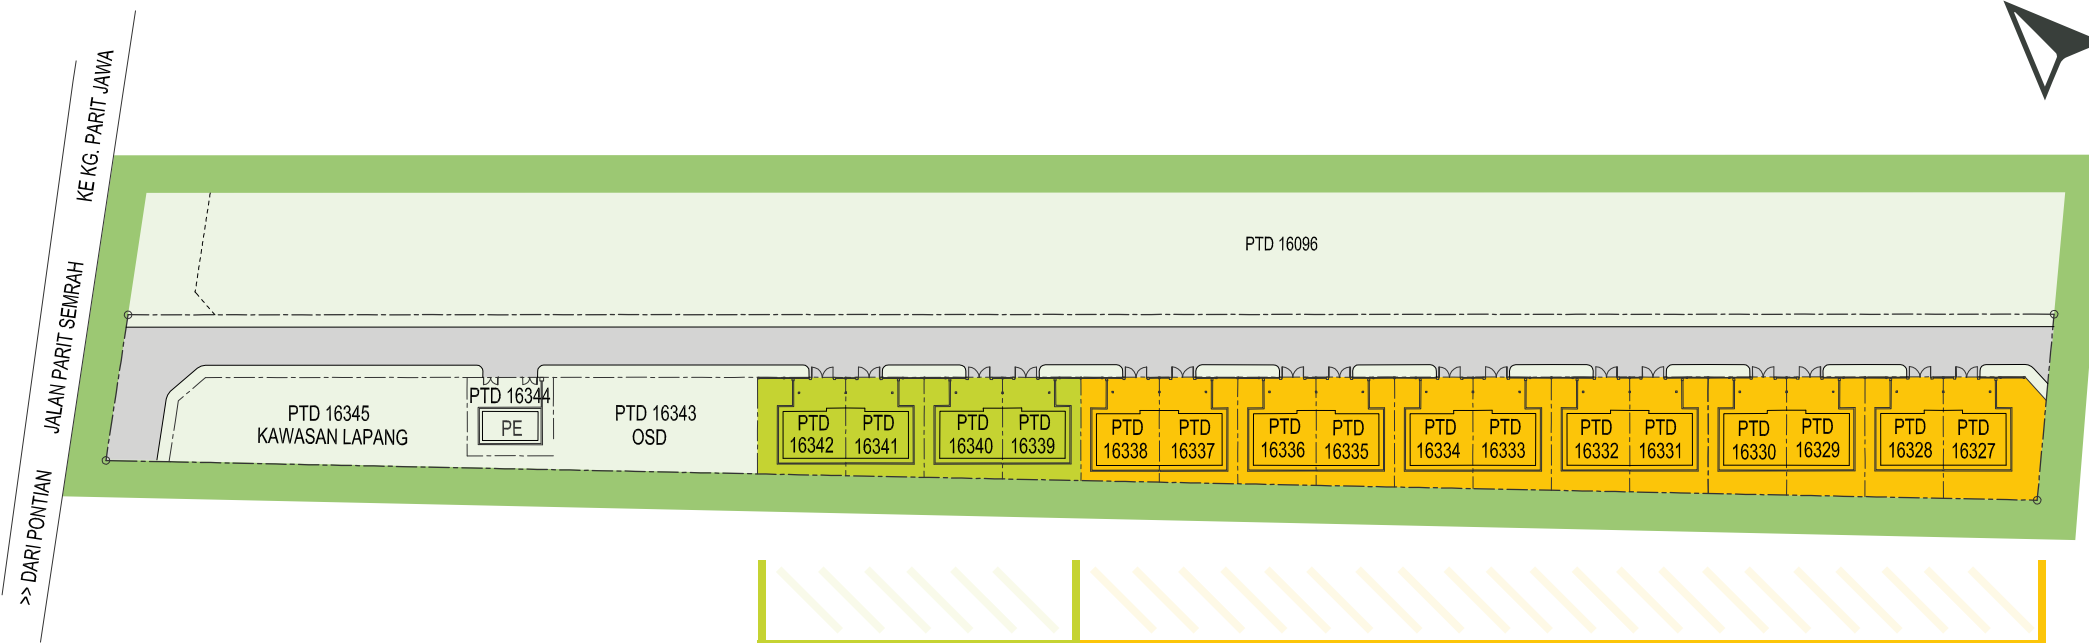 KE KG. PARIT JAWA
JALAN PARIT SEMRAH
>> DARI PONTIAN
PTD 16096
PTD 16345
KAWASAN LAPANG
PTD 16344
PE
PTD 16343
OSD
PTD
16342
PTD
16341
PTD
16340
PTD
16339
PTD
16338
PTD
16337
PTD
16336
PTD
16335
PTD
16334
PTD
16333
PTD
16332
PTD
16331
PTD
16330
PTD
16329
PTD
16328
PTD
16327